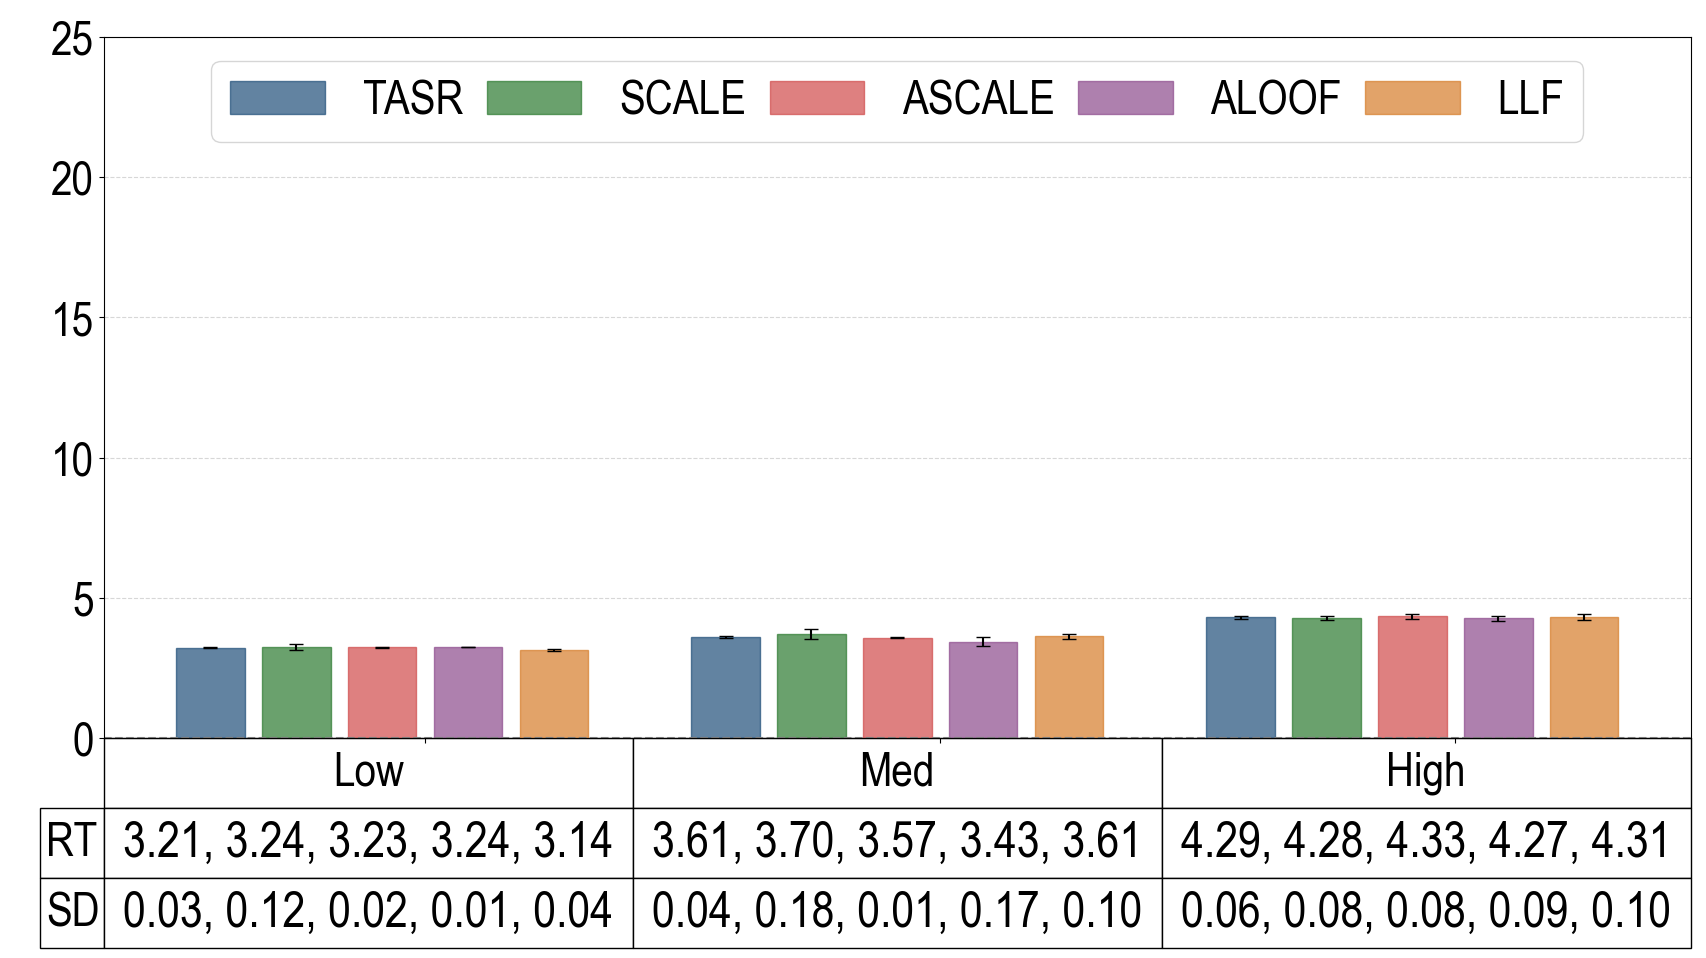 25
TASR SCALE ASCALE ALOOF LLF
20
15
10
5
0
Low Med High
RT 3.21, 3.24, 3.23, 3.24, 3.14 3.61, 3.70, 3.57, 3.43, 3.61 4.29, 4.28, 4.33, 4.27, 4.31
SD 0.03, 0.12, 0.02, 0.01, 0.04 0.04, 0.18, 0.01, 0.17, 0.10 0.06, 0.08, 0.08, 0.09, 0.10